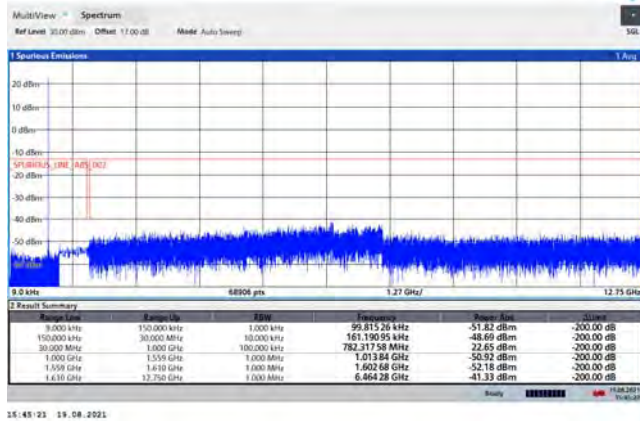 MultiView Spectrum
Ref Level 30.00 dBm Offset 17.00 dB Mode Auto Sweep
SGL
1 Spurious Emissions 1 Avg
20 dBm
10 dBm
0 dBm
-10 dBm
SPURIOUS_LINE_ABS_002
-20 dBm
-30 dBm
-40 dBm
-50 dBm
9.0 kHz 68906 pts 1.27 GHz/ 12.75 GHz
2 Result Summary
Range Low Range Up RBW Frequency Power Abs ΔLimit
9.000 kHz 150.000 kHz 1.000 kHz 99.81526 kHz -51.82 dBm -200.00 dB
150.000 kHz 30.000 MHz 10.000 kHz 161.19095 kHz -48.69 dBm -200.00 dB
30.000 MHz 1.000 GHz 100.000 kHz 782.31758 MHz 22.65 dBm -200.00 dB
1.000 GHz 1.559 GHz 1.000 MHz 1.01384 GHz -50.92 dBm -200.00 dB
1.559 GHz 1.610 GHz 1.000 MHz 1.60268 GHz -52.18 dBm -200.00 dB
1.610 GHz 12.750 GHz 1.000 MHz 6.46428 GHz -41.33 dBm -200.00 dB
Ready
15:45:21 19.08.2021